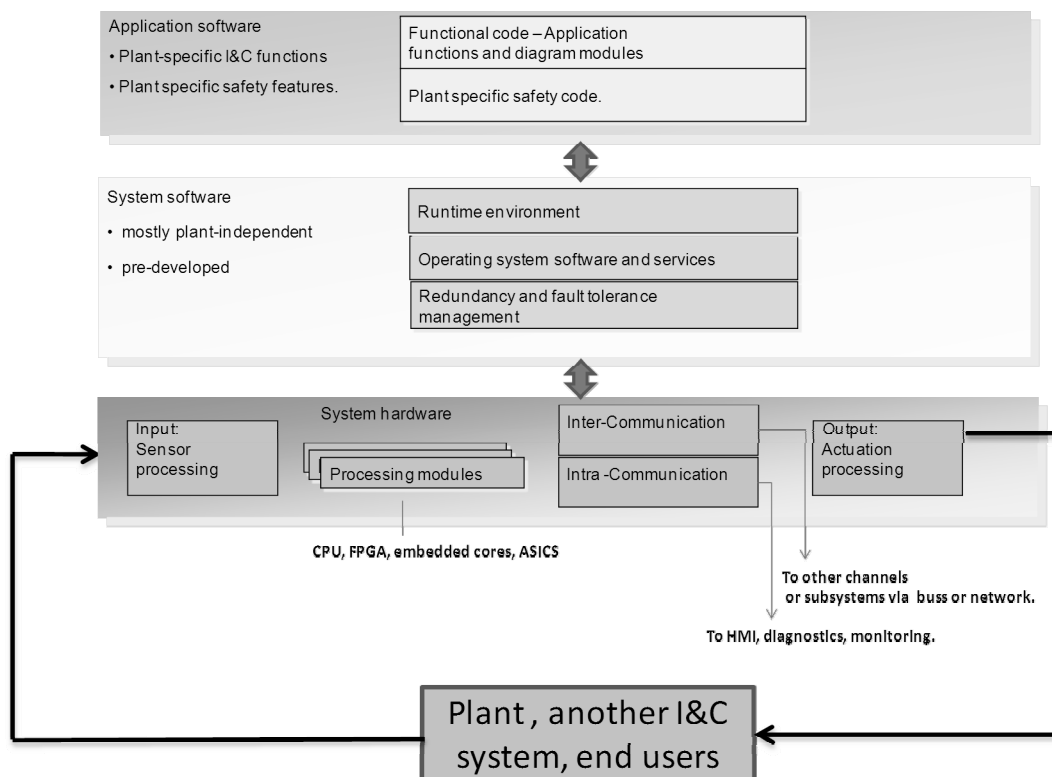 Application software
• Plant-specific I&C functions
• Plant specific safety features.
Functional code – Application
functions and diagram modules
Plant specific safety code.
System software
• mostly plant-independent
• pre-developed
Runtime environment
Operating system software and services
Redundancy and fault tolerance
management
Input:
Sensor
processing
System hardware
Processing modules
Inter-Communication
Intra -Communication
Output:
Actuation
processing
CPU, FPGA, embedded cores, ASICS
To other channels
or subsystems via buss or network.
To HMI, diagnostics, monitoring.
Plant , another I&C
system, end users